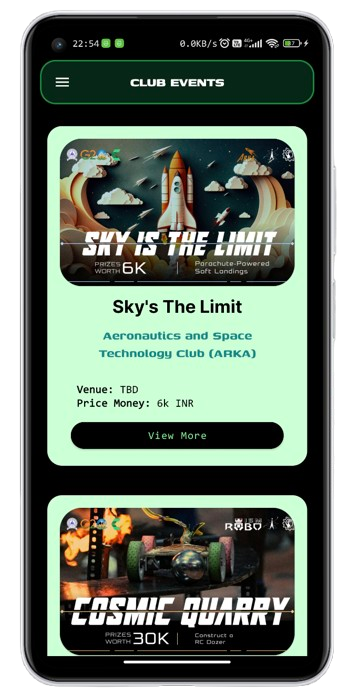 22:54
0.0KB/s
4G+
CLUB EVENTS
SKY IS THE LIMIT
PRIZES
WORTH 6K
Parachute-Powered
Soft Landings
Sky's The Limit
Aeronautics and Space
Technology Club (ARKA)
Venue: TBD
Price Money: 6k INR
View More
ROBO
COSMIC QUARRY
PRIZES
WORTH 30K
Construct a
RC Dozer